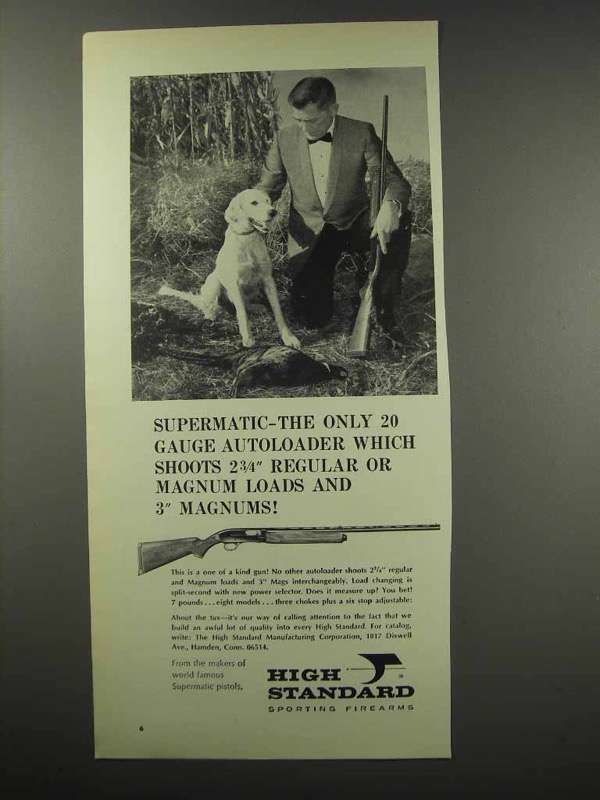 SUPERMATIC-THE ONLY 20
GAUGE AUTOLOADER WHICH
SHOOTS 2¾" REGULAR OR
MAGNUM LOADS AND
3" MAGNUMS!
This is a one of a kind gun! No other autoloader shoots 2¾" regular
and Magnum loads and 3" Mags interchangeably. Load changing is
split-second with new power selector. Does it measure up? You bet!
7 pounds...eight models...three chokes plus a six stop adjustable:
About the tux—it's our way of calling attention to the fact that we
build an awful lot of quality into every High Standard. For catalog,
write: The High Standard Manufacturing Corporation, 1817 Dixwell
Ave., Hamden, Conn. 06514.
From the makers of
world famous
Supermatic pistols,
HIGH
STANDARD
SPORTING FIREARMS
6